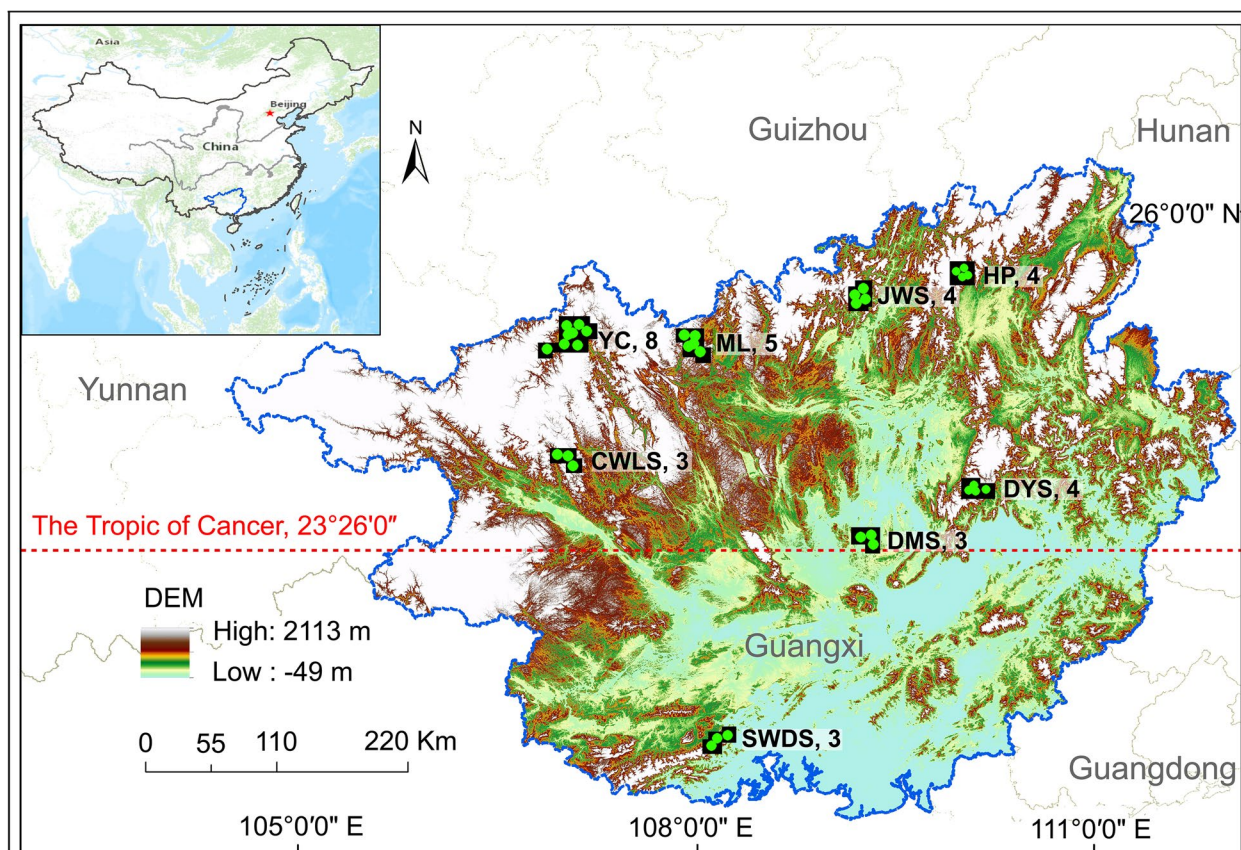 Asia
Beijing
China
N
Guizhou
Hunan
26°0′0″ N
HP, 4
JWS, 4
YC, 8
ML, 5
Yunnan
CWLS, 3
DYS, 4
The Tropic of Cancer, 23°26′0″
DMS, 3
DEM
High: 2113 m
Low : -49 m
Guangxi
0 55 110 220 Km
SWDS, 3
Guangdong
105°0′0″ E
108°0′0″ E
111°0′0″ E